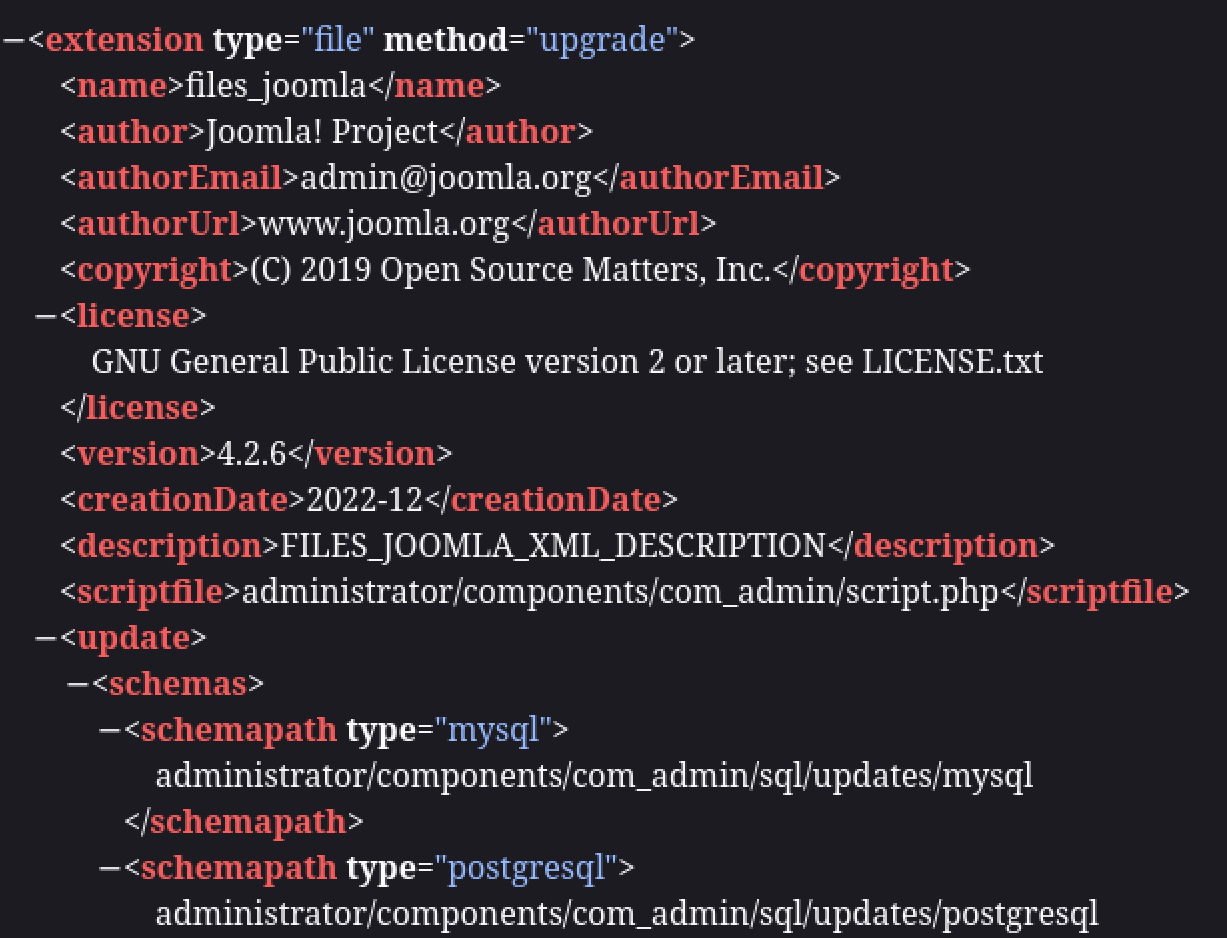 —<extension type="file" method="upgrade">
<name>files_joomla</name>
<author>Joomla! Project</author>
<authorEmail>admin@joomla.org</authorEmail>
<authorUrl>www.joomla.org</authorUrl>
<copyright>(C) 2019 Open Source Matters, Inc.</copyright>
—<license>
GNU General Public License version 2 or later; see LICENSE.txt
</license>
<version>4.2.6</version>
<creationDate>2022-12</creationDate>
<description>FILES_JOOMLA_XML_DESCRIPTION</description>
<scriptfile>administrator/components/com_admin/script.php</scriptfile>
—<update>
—<schemas>
—<schemapath type="mysql">
administrator/components/com_admin/sql/updates/mysql
</schemapath>
—<schemapath type="postgresql">
administrator/components/com_admin/sql/updates/postgresql